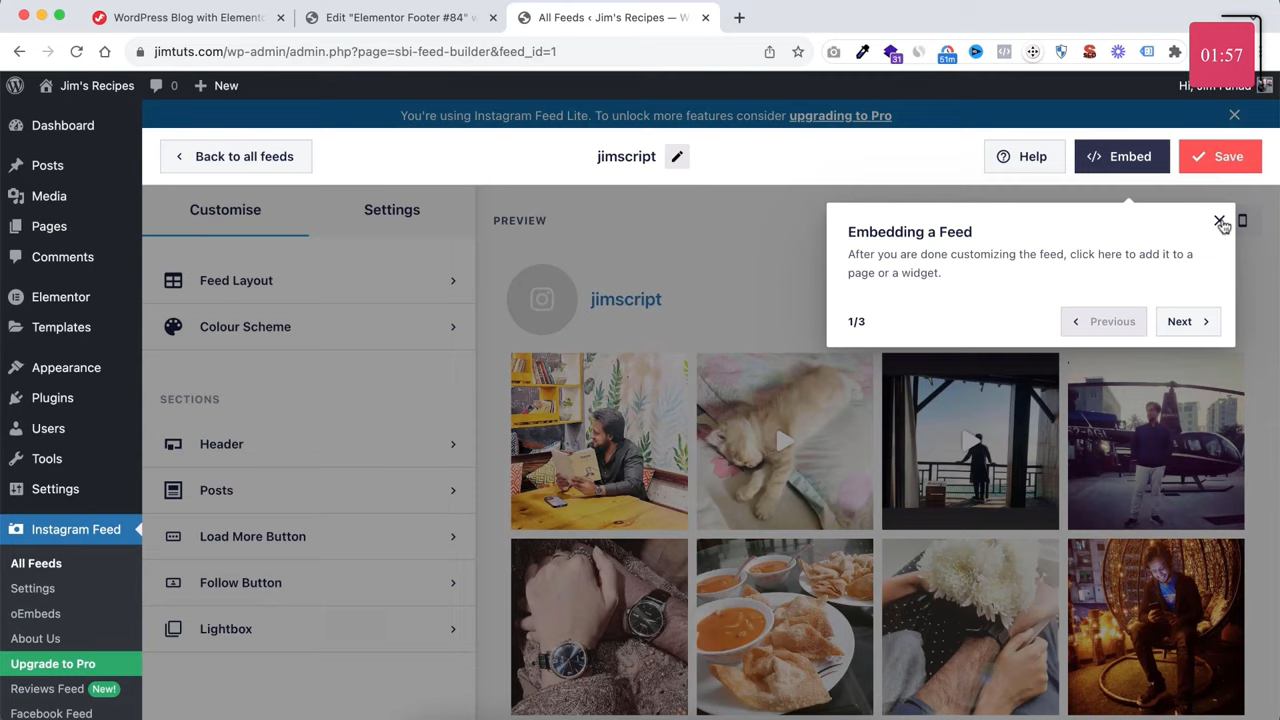 WordPress Blog with Elemento
Edit "Elementor Footer #84"
All Feeds ‹ Jim's Recipes — W
01:57
jimtuts.com/wp-admin/admin.php?page=sbi-feed-builder&feed_id=1
31
51m
Jim's Recipes
0
New
You're using Instagram Feed Lite. To unlock more features consider upgrading to Pro
Back to all feeds
jimscript
Help
Embed
Save
Dashboard
Posts
Media
Pages
Comments
Elementor
Templates
Appearance
Plugins
Users
Tools
Settings
Instagram Feed
All Feeds
Settings
oEmbeds
About Us
Upgrade to Pro
Reviews Feed New!
Facebook Feed
Customise
Settings
Feed Layout
Colour Scheme
SECTIONS
Header
Posts
Load More Button
Follow Button
Lightbox
PREVIEW
jimscript
Embedding a Feed
After you are done customizing the feed, click here to add it to a
page or a widget.
1/3
Previous
Next